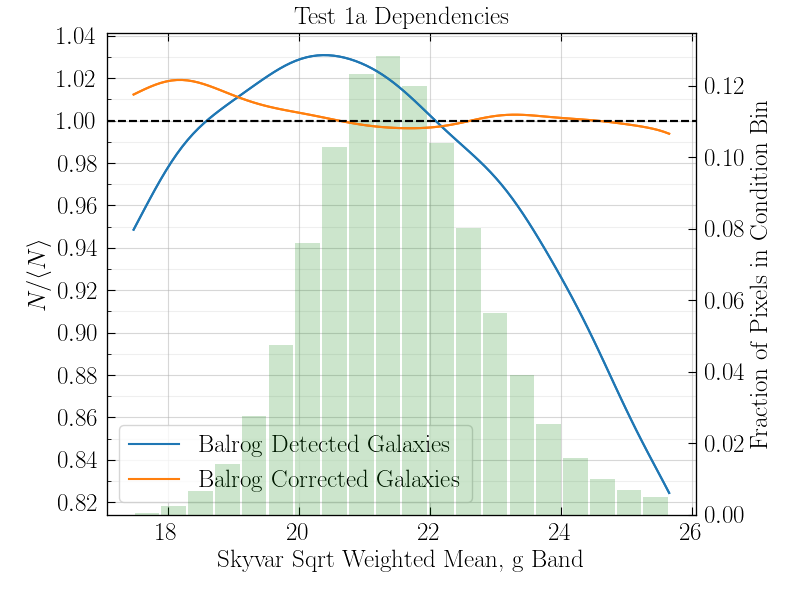 Test 1a Dependencies
1.04
1.02
1.00
0.98
0.96
0.94
0.92
0.90
0.88
0.86
0.84
0.82
N/⟨N⟩
0.12
0.10
0.08
0.06
0.04
0.02
0.00
Fraction of Pixels in Condition Bin
Balrog Detected Galaxies
Balrog Corrected Galaxies
18 20 22 24 26
Skyvar Sqrt Weighted Mean, g Band